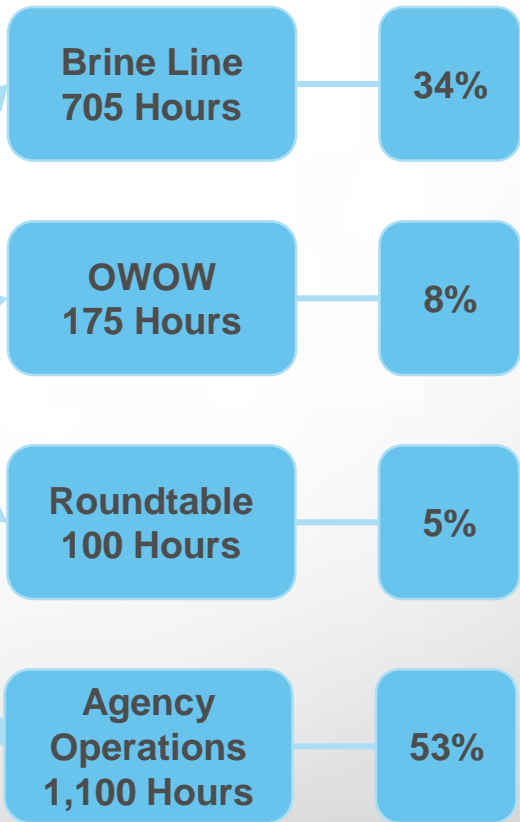 Brine Line
705 Hours
34%
OWOW
175 Hours
8%
Roundtable
100 Hours
5%
Agency
Operations
1,100 Hours
53%